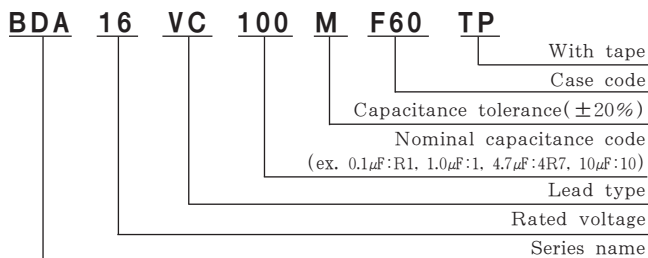 BDA 16 VC 100 M F60 TP
With tape
Case code
Capacitance tolerance(±20%)
Nominal capacitance code
(ex. 0.1μF:R1, 1.0μF:1, 4.7μF:4R7, 10μF:10)
Lead type
Rated voltage
Series name